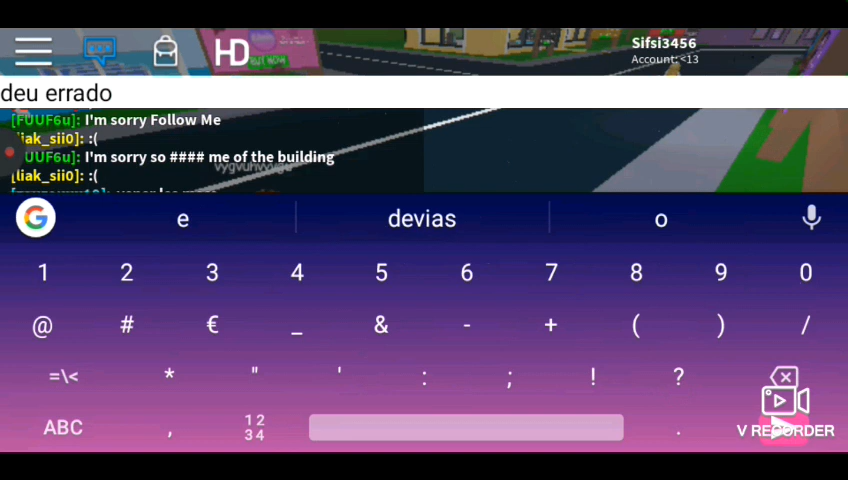 HD
Sifsi3456
Account: <13
deu errado
[FUUF6u]: I'm sorry Follow Me
iak_sii0]: :(
UUF6u]: I'm sorry so #### me of the building
[liak_sii0]: :(
e devias o
1 2 3 4 5 6 7 8 9 0
@ # € _ & - + ( ) /
=\< * " ' : ; ! ?
ABC , 12 34 .
V RECORDER